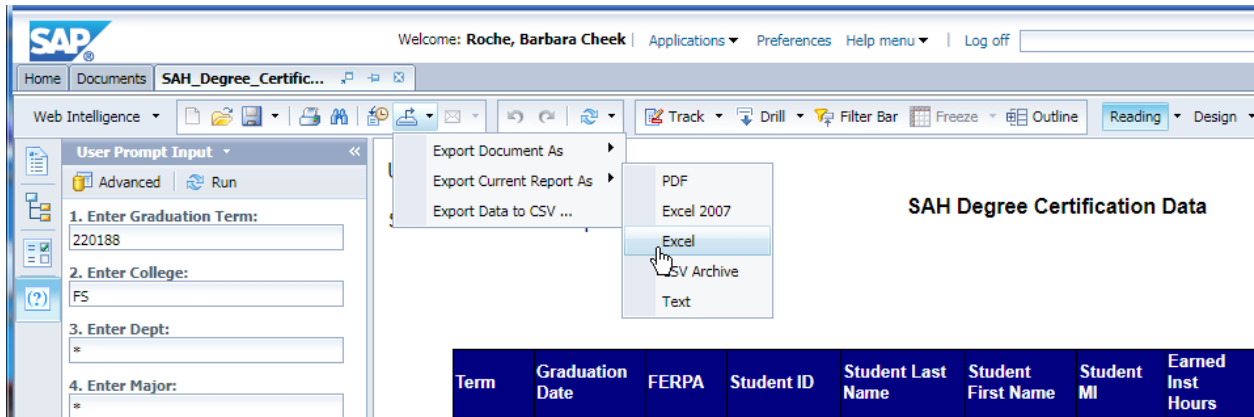 SAP®
Welcome: Roche, Barbara Cheek | Applications Preferences Help menu | Log off
Home Documents SAH_Degree_Certific...
Web Intelligence Track Drill Filter Bar Freeze Outline Reading Design
User Prompt Input «
Advanced Run
1. Enter Graduation Term:
220188
2. Enter College:
FS
3. Enter Dept:
*
4. Enter Major:
*
(?)
Export Document As
Export Current Report As
Export Data to CSV ...
PDF
Excel 2007
Excel
CSV Archive
Text
SAH Degree Certification Data
Term
Graduation
Date
FERPA
Student ID
Student Last
Name
Student
First Name
Student
MI
Earned
Inst
Hours